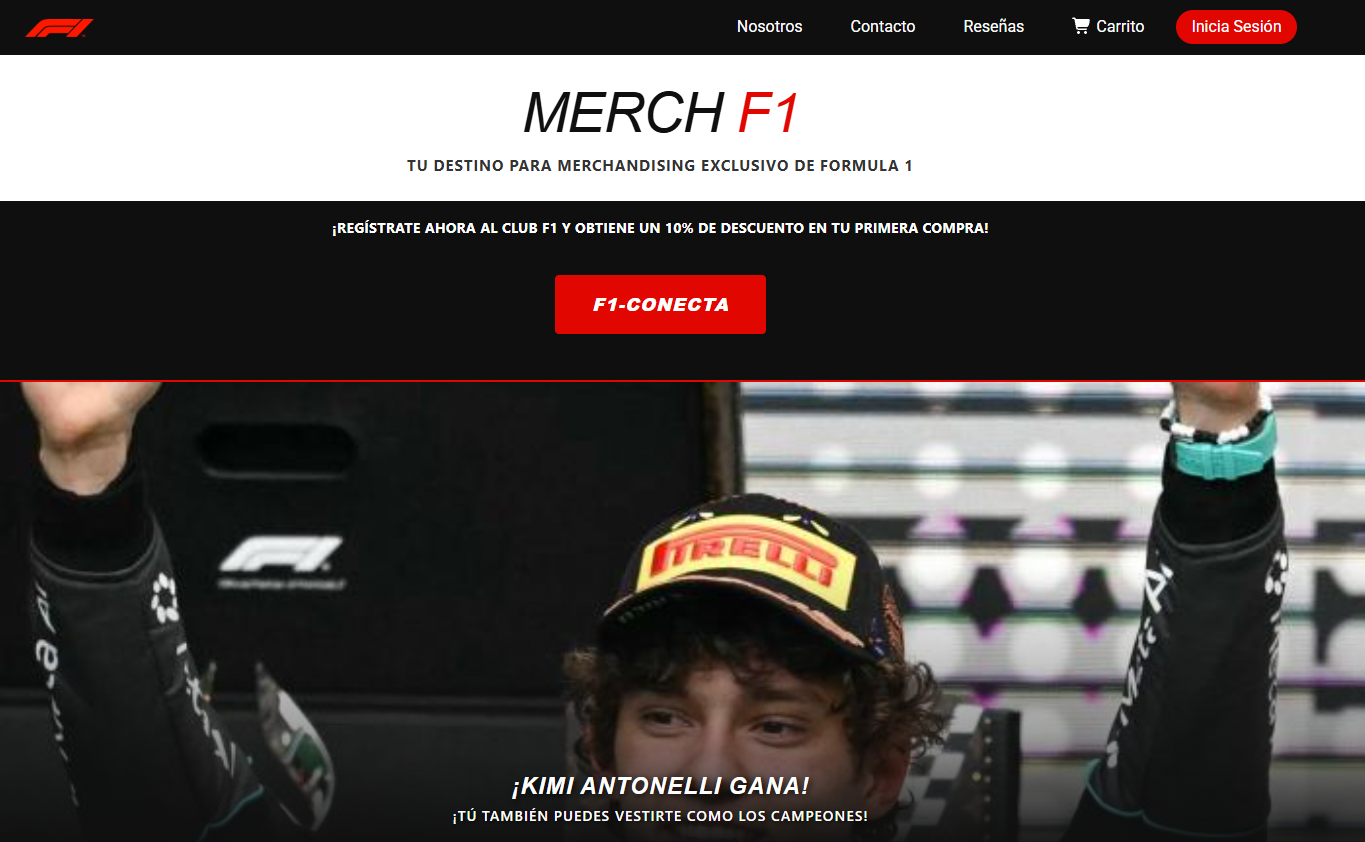 F1
Nosotros
Contacto
Reseñas
Carrito
Inicia Sesión
MERCH F1
TU DESTINO PARA MERCHANDISING EXCLUSIVO DE FORMULA 1
¡REGÍSTRATE AHORA AL CLUB F1 Y OBTIENE UN 10% DE DESCUENTO EN TU PRIMERA COMPRA!
F1-CONECTA
F1
PIRELLI
¡KIMI ANTONELLI GANA!
¡TÚ TAMBIÉN PUEDES VESTIRTE COMO LOS CAMPEONES!